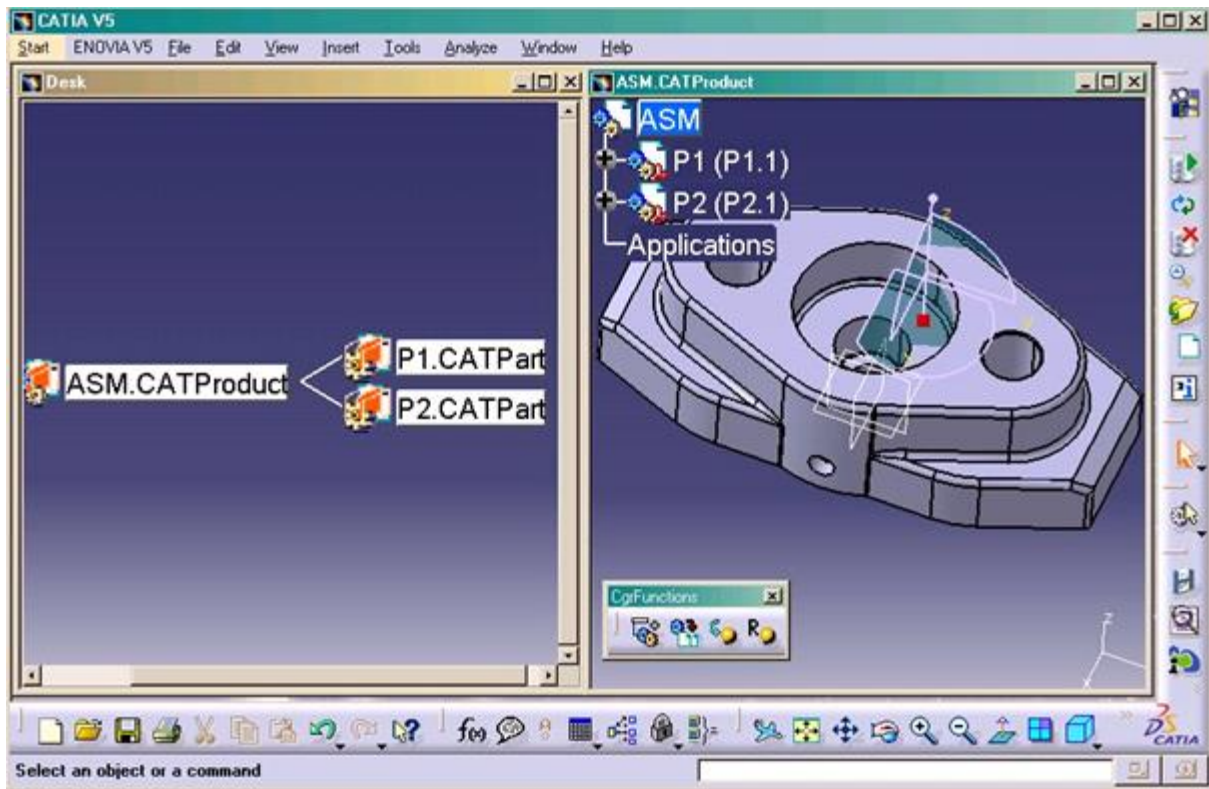 CATIA V5
Start ENOVIA V5 File Edit View Insert Tools Analyze Window Help
Desk
ASM.CATProduct
P1.CATPart
P2.CATPart
ASM.CATProduct
ASM
P1 (P1.1)
P2 (P2.1)
Applications
z
CgrFunctions
R
z
x
f(x)
CATIA
Select an object or a command